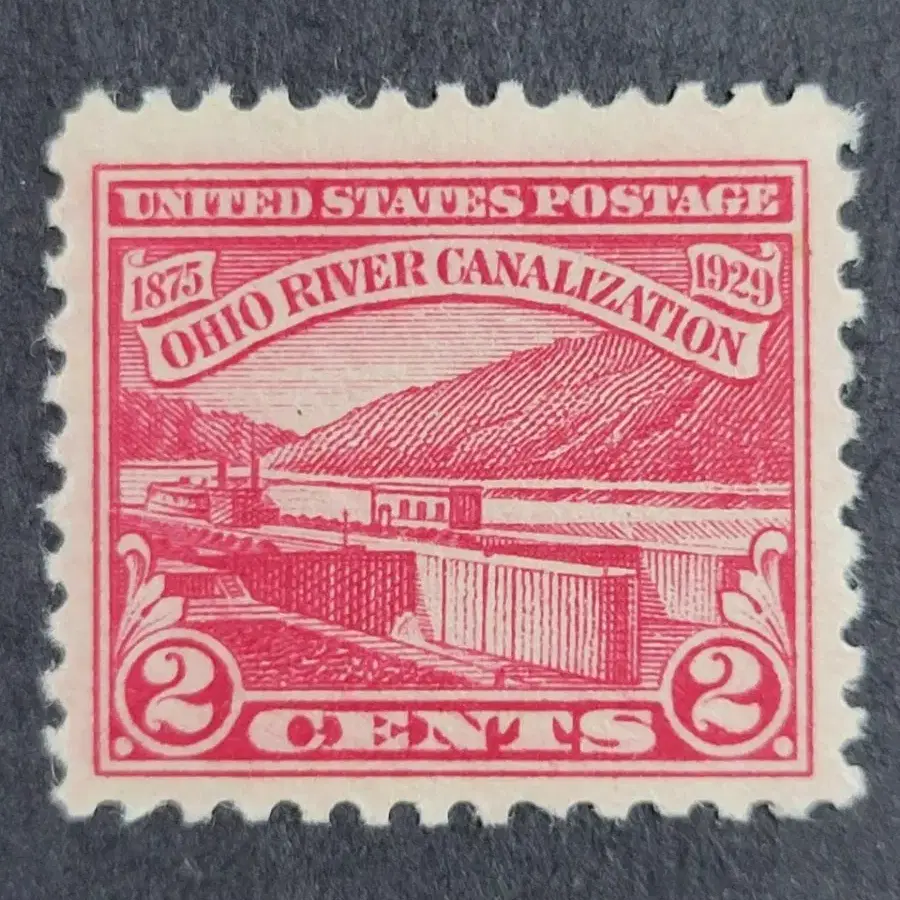 UNITED STATES POSTAGE
1875 1929
OHIO RIVER CANALIZATION
2 CENTS 2